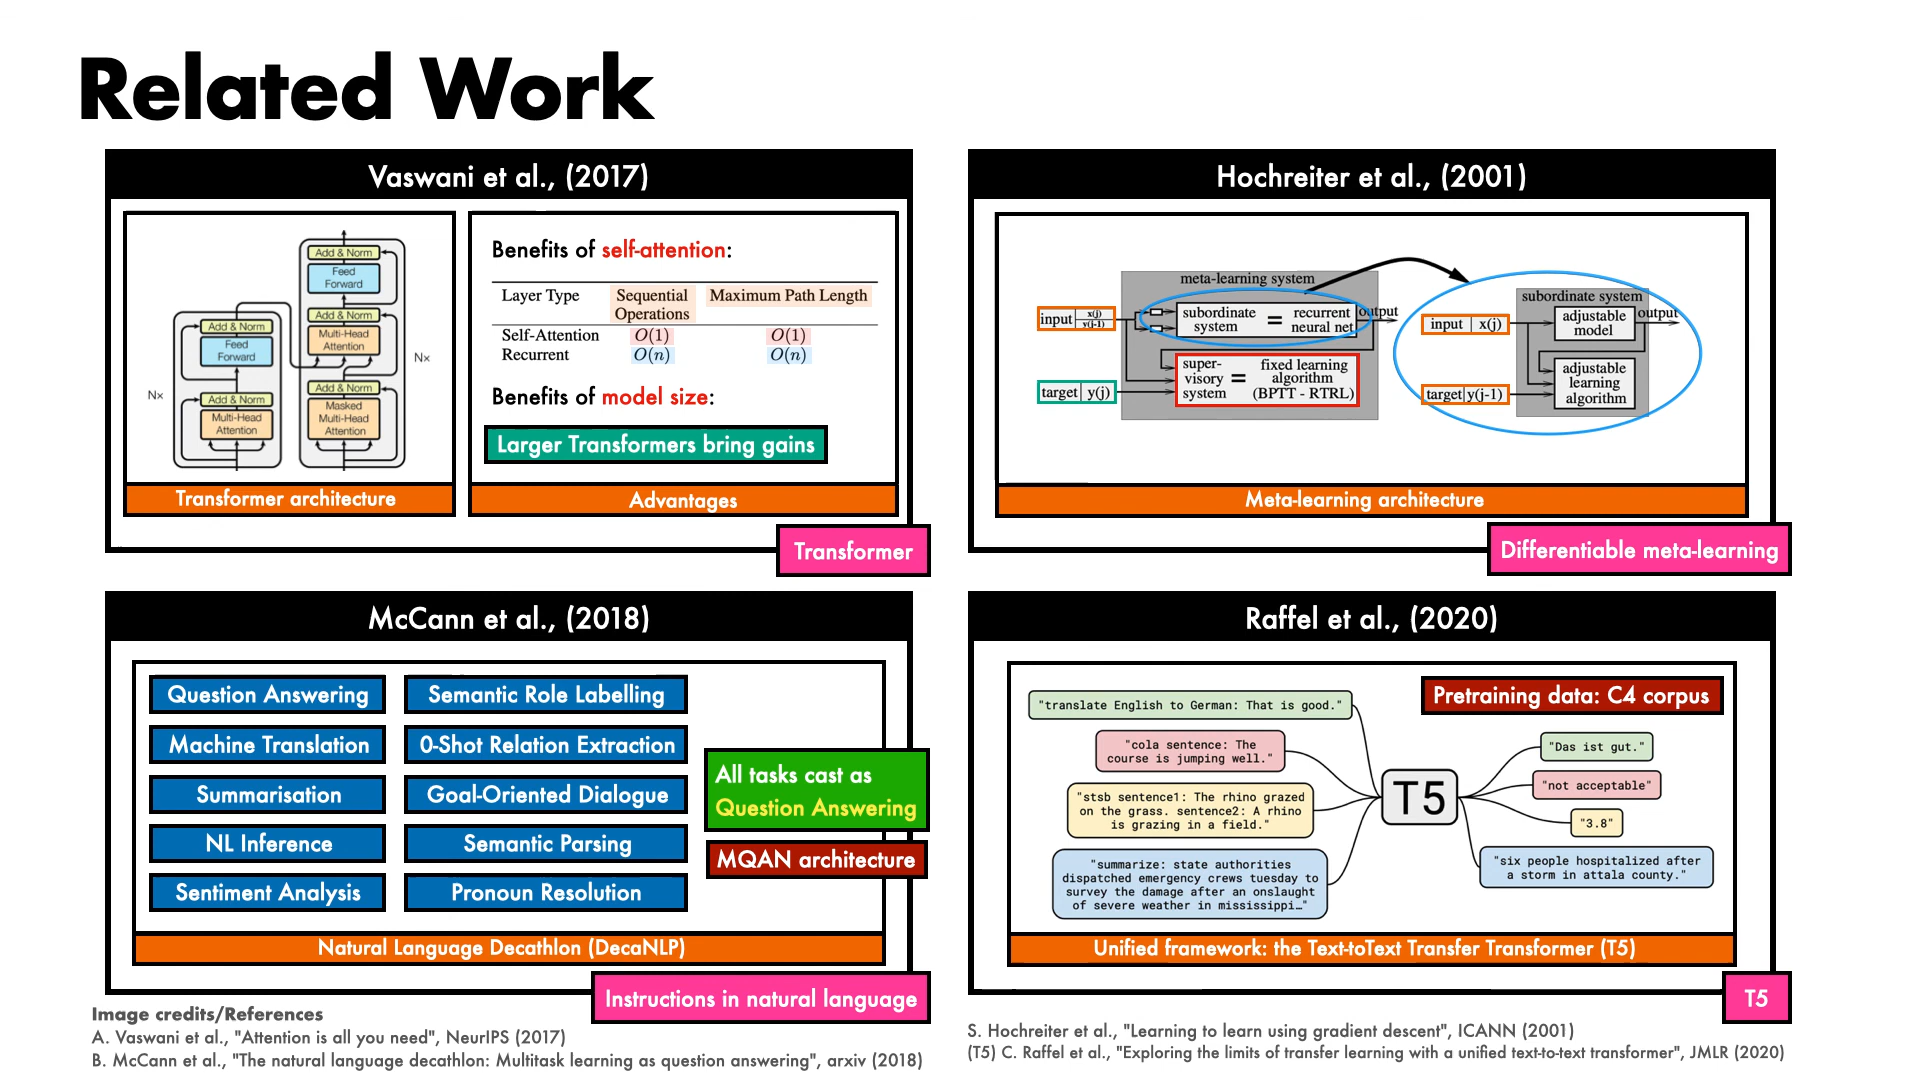 Related Work
Vaswani et al., (2017)
Add & Norm
Feed
Forward
Add & Norm
Multi-Head
Attention
Nx
Add & Norm
Masked
Multi-Head
Attention
Add & Norm
Feed
Forward
Nx
Add & Norm
Multi-Head
Attention
Transformer architecture
Benefits of self-attention:
Layer Type Sequential Maximum Path Length
Operations
Self-Attention O(1) O(1)
Recurrent O(n) O(n)
Benefits of model size:
Larger Transformers bring gains
Advantages
Transformer
Hochreiter et al., (2001)
meta-learning system
input x(j)
y(j-1)
subordinate
system
=
recurrent
neural net
output
super-
visory
system
=
fixed learning
algorithm
(BPTT - RTRL)
target y(j)
subordinate system
input x(j)
adjustable
model
output
target y(j-1)
adjustable
learning
algorithm
Meta-learning architecture
Differentiable meta-learning
McCann et al., (2018)
Question Answering
Semantic Role Labelling
Machine Translation
0-Shot Relation Extraction
Summarisation
Goal-Oriented Dialogue
NL Inference
Semantic Parsing
Sentiment Analysis
Pronoun Resolution
All tasks cast as
Question Answering
MQAN architecture
Natural Language Decathlon (DecaNLP)
Instructions in natural language
Raffel et al., (2020)
Pretraining data: C4 corpus
"translate English to German: That is good."
"cola sentence: The
course is jumping well."
"stsb sentence1: The rhino grazed
on the grass. sentence2: A rhino
is grazing in a field."
"summarize: state authorities
dispatched emergency crews tuesday to
survey the damage after an onslaught
of severe weather in mississippi…"
T5
"Das ist gut."
"not acceptable"
"3.8"
"six people hospitalized after
a storm in attala county."
Unified framework: the Text-toText Transfer Transformer (T5)
T5
Image credits/References
A. Vaswani et al., "Attention is all you need", NeurIPS (2017)
B. McCann et al., "The natural language decathlon: Multitask learning as question answering", arxiv (2018)
S. Hochreiter et al., "Learning to learn using gradient descent", ICANN (2001)
(T5) C. Raffel et al., "Exploring the limits of transfer learning with a unified text-to-text transformer", JMLR (2020)